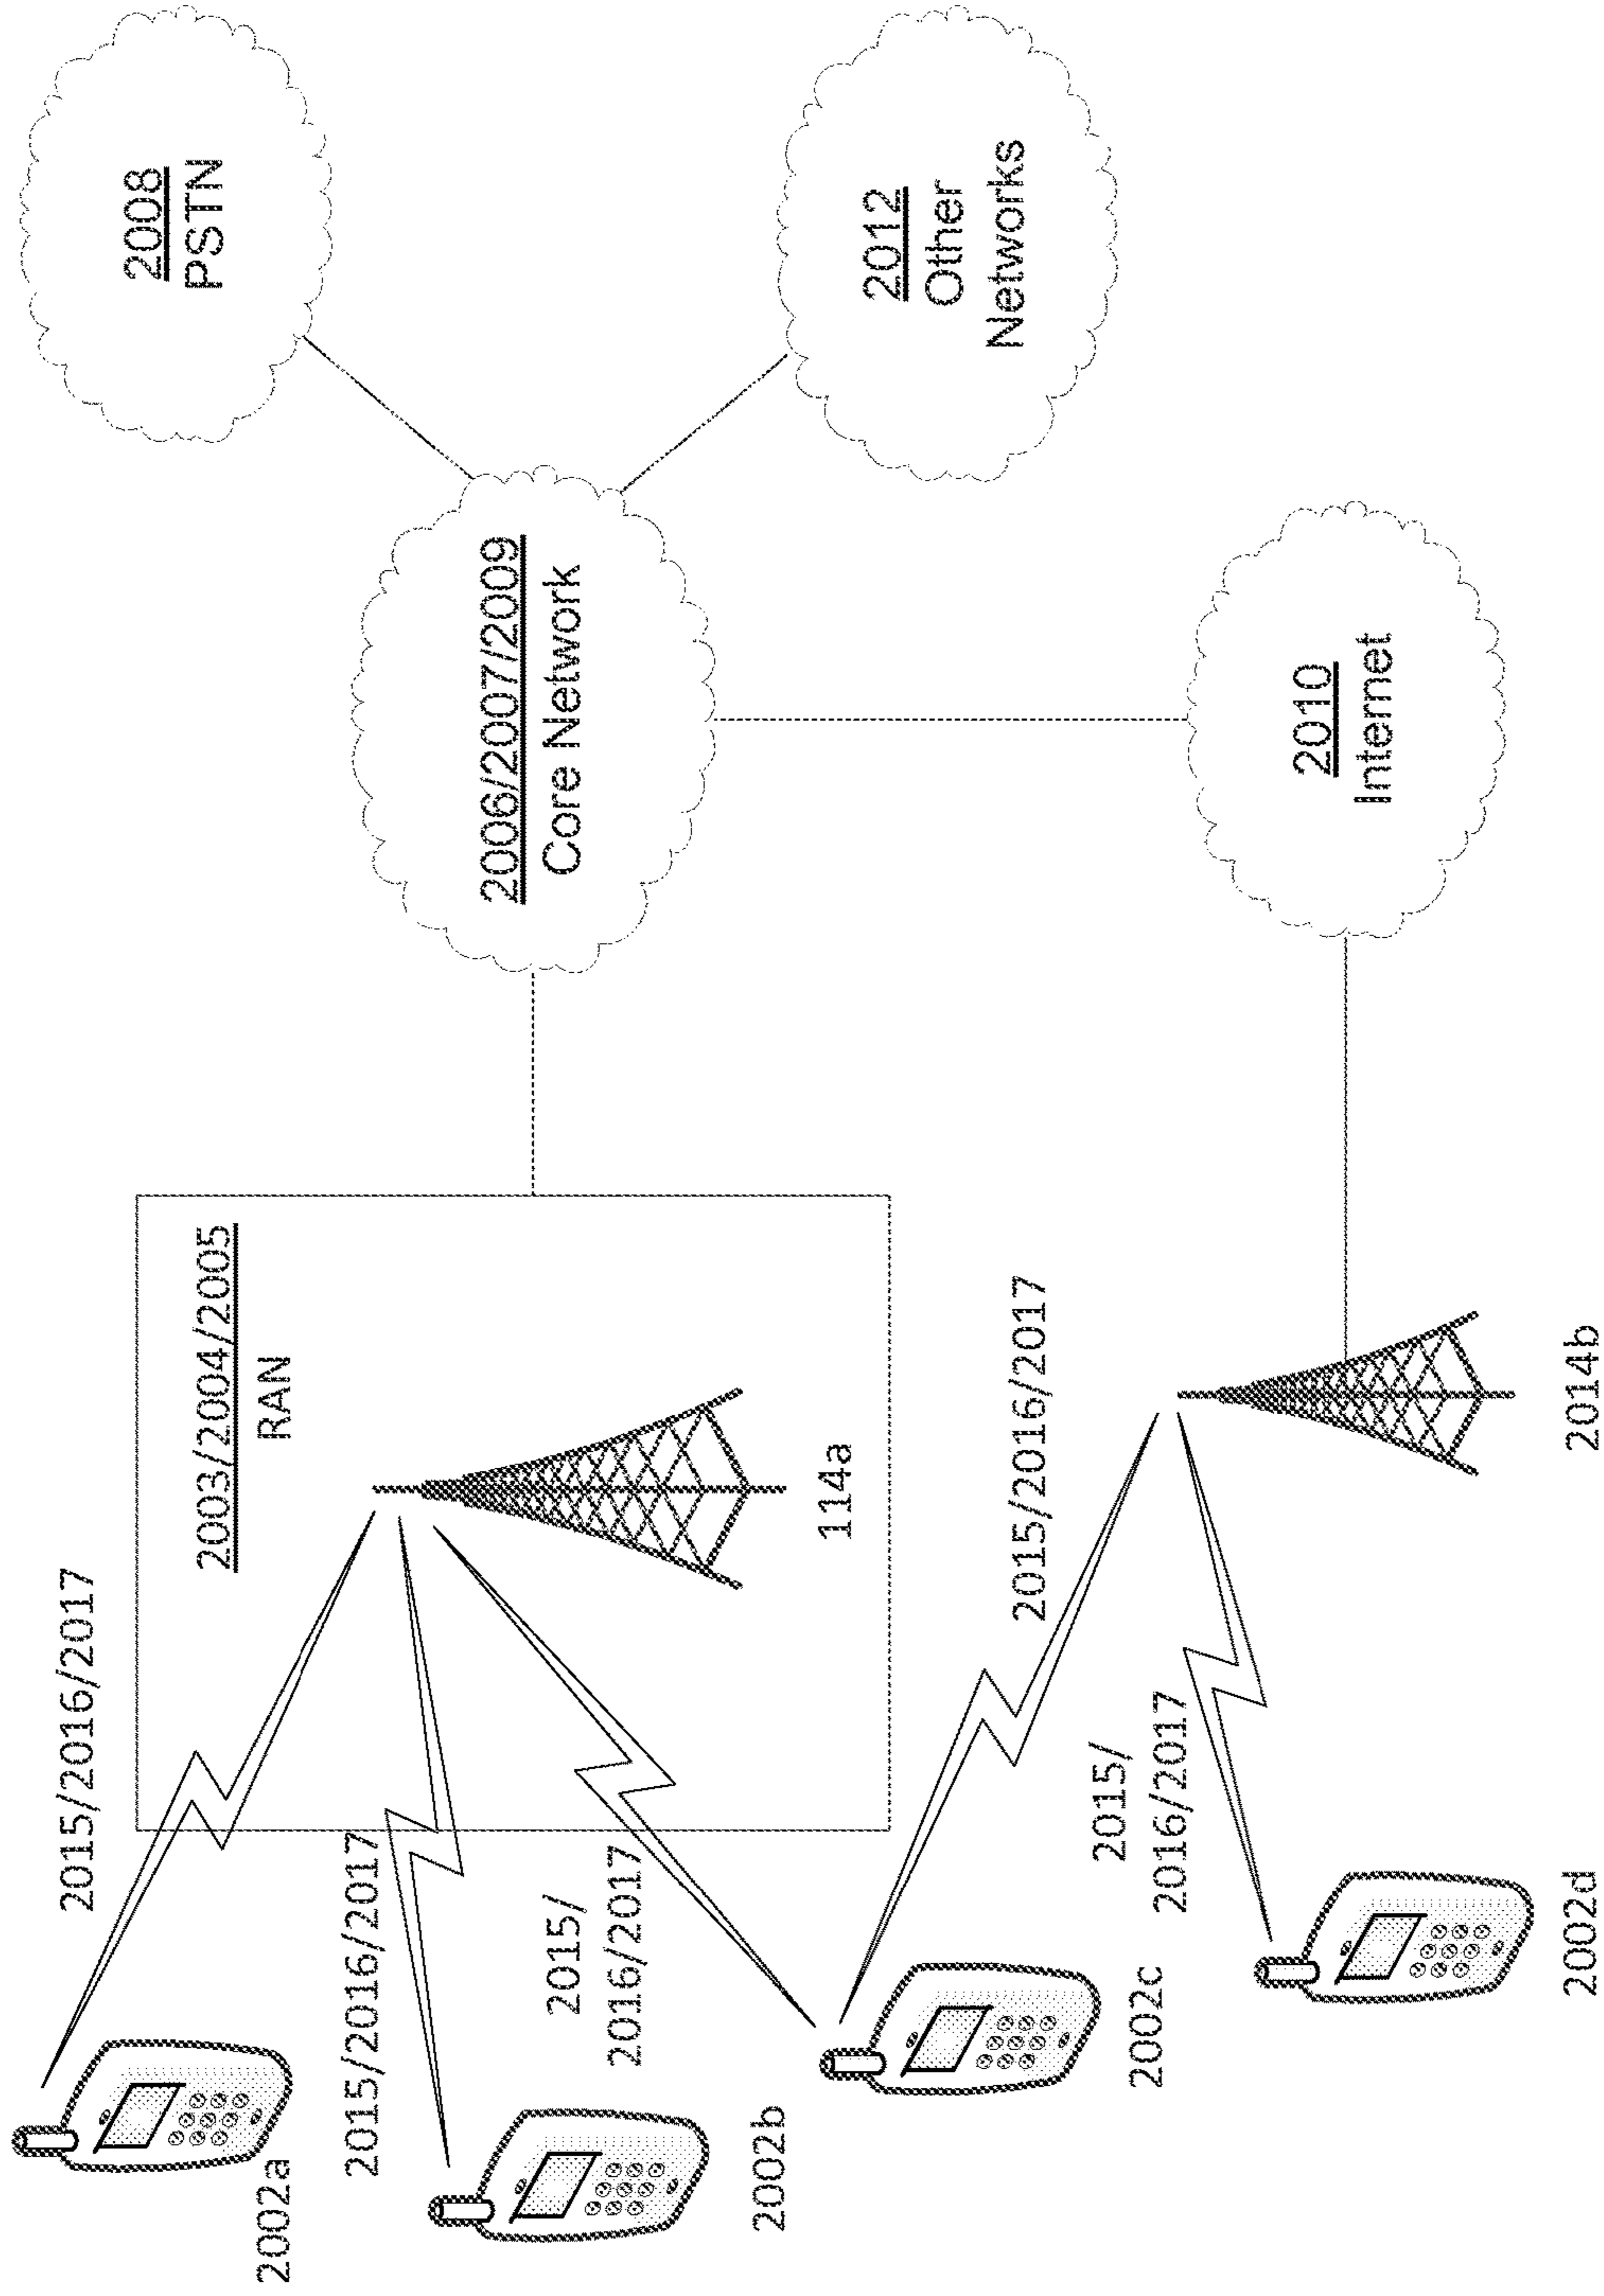 2002a
2015/2016/2017
2003/2004/2005
RAN
2008
PSTN
2002b
2015/2016/2017
2015/
2016/2017
114a
2006/2007/2009
Core Network
2012
Other
Networks
2002c
2015/2016/2017
2015/
2016/2017
2002d
2014b
2010
Internet